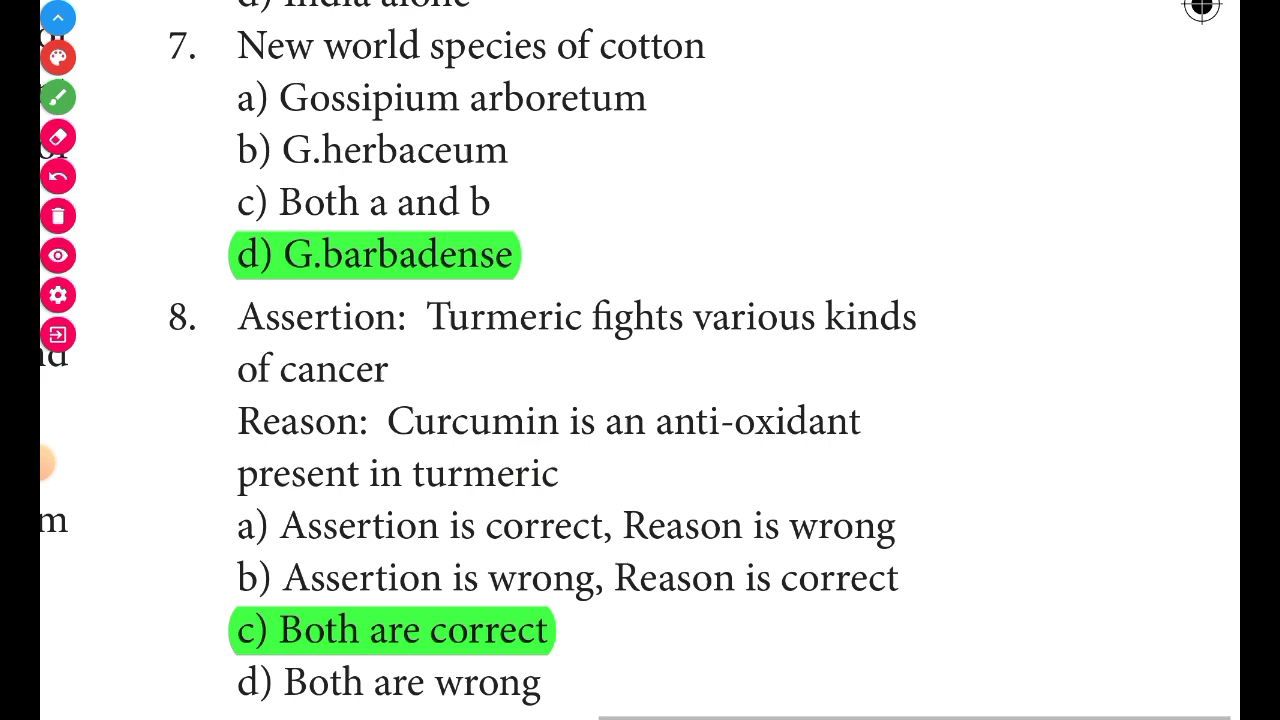 d) India alone
7. New world species of cotton
a) Gossipium arboretum
b) G.herbaceum
c) Both a and b
d) G.barbadense
8. Assertion: Turmeric fights various kinds
of cancer
Reason: Curcumin is an anti-oxidant
present in turmeric
a) Assertion is correct, Reason is wrong
b) Assertion is wrong, Reason is correct
c) Both are correct
d) Both are wrong
m